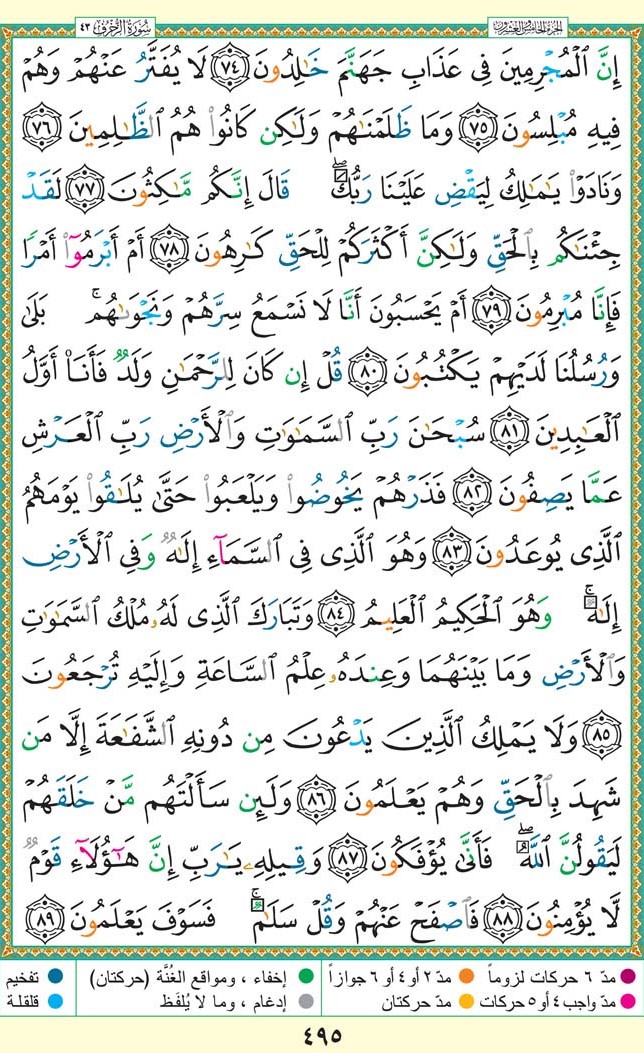 سُورَةُ الزُّخْرُفِ ٤٣
الجزء الخامس والعشرون
إِنَّ ٱلْمُجْرِمِينَ فِى عَذَابِ جَهَنَّمَ خَٰلِدُونَ ٧٤ لَا يُفَتَّرُ عَنْهُمْ وَهُمْ
فِيهِ مُبْلِسُونَ ٧٥ وَمَا ظَلَمْنَٰهُمْ وَلَٰكِن كَانُوا۟ هُمُ ٱلظَّٰلِمِينَ ٧٦
وَنَادَوْا۟ يَٰمَٰلِكُ لِيَقْضِ عَلَيْنَا رَبُّكَ ۖ قَالَ إِنَّكُم مَّٰكِثُونَ ٧٧ لَقَدْ
جِئْنَٰكُم بِٱلْحَقِّ وَلَٰكِنَّ أَكْثَرَكُمْ لِلْحَقِّ كَٰرِهُونَ ٧٨ أَمْ أَبْرَمُوٓا۟ أَمْرًا
فَإِنَّا مُبْرِمُونَ ٧٩ أَمْ يَحْسَبُونَ أَنَّا لَا نَسْمَعُ سِرَّهُمْ وَنَجْوَىٰهُم ۚ بَلَىٰ
وَرُسُلُنَا لَدَيْهِمْ يَكْتُبُونَ ٨٠ قُلْ إِن كَانَ لِلرَّحْمَٰنِ وَلَدٌ فَأَنَا۠ أَوَّلُ
ٱلْعَٰبِدِينَ ٨١ سُبْحَٰنَ رَبِّ ٱلسَّمَٰوَٰتِ وَٱلْأَرْضِ رَبِّ ٱلْعَرْشِ
عَمَّا يَصِفُونَ ٨٢ فَذَرْهُمْ يَخُوضُوا۟ وَيَلْعَبُوا۟ حَتَّىٰ يُلَٰقُوا۟ يَوْمَهُمُ
ٱلَّذِى يُوعَدُونَ ٨٣ وَهُوَ ٱلَّذِى فِى ٱلسَّمَآءِ إِلَٰهٌ وَفِى ٱلْأَرْضِ
إِلَٰهٌ ۚ وَهُوَ ٱلْحَكِيمُ ٱلْعَلِيمُ ٨٤ وَتَبَارَكَ ٱلَّذِى لَهُۥ مُلْكُ ٱلسَّمَٰوَٰتِ
وَٱلْأَرْضِ وَمَا بَيْنَهُمَا وَعِندَهُۥ عِلْمُ ٱلسَّاعَةِ وَإِلَيْهِ تُرْجَعُونَ
٨٥ وَلَا يَمْلِكُ ٱلَّذِينَ يَدْعُونَ مِن دُونِهِ ٱلشَّفَٰعَةَ إِلَّا مَن
شَهِدَ بِٱلْحَقِّ وَهُمْ يَعْلَمُونَ ٨٦ وَلَئِن سَأَلْتَهُم مَّنْ خَلَقَهُمْ
لَيَقُولُنَّ ٱللَّهُ ۖ فَأَنَّىٰ يُؤْفَكُونَ ٨٧ وَقِيلِهِۦ يَٰرَبِّ إِنَّ هَٰٓؤُلَآءِ قَوْمٌ
لَّا يُؤْمِنُونَ ٨٨ فَٱصْفَحْ عَنْهُمْ وَقُلْ سَلَٰمٌ ۚ فَسَوْفَ يَعْلَمُونَ ٨٩
مدّ ٦ حركات لزوماً مدّ ٢ أو ٤ أو ٦ جوازاً إخفاء ، ومواقع الغُنَّة (حركتان) تفخيم
مدّ واجب ٤ أو ٥ حركات مدّ حركتان إدغام ، وما لا يُلفَظ قلقلة
٤٩٥